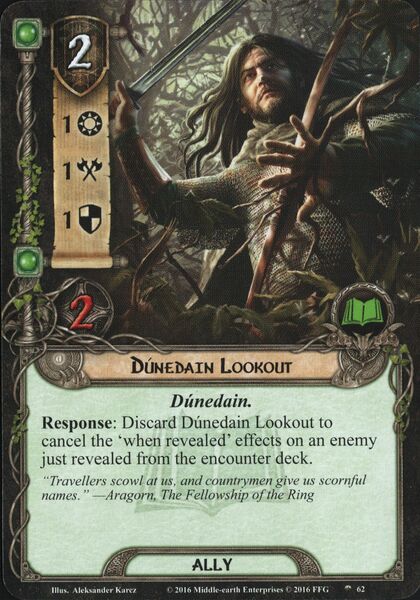 2
1
1
1
2
Dúnedain Lookout
Dúnedain.
Response: Discard Dúnedain Lookout to
cancel the ‘when revealed’ effects on an enemy
just revealed from the encounter deck.
“Travellers scowl at us, and countrymen give us scornful
names.” —Aragorn, The Fellowship of the Ring
ALLY
Illus. Aleksander Karcz © 2016 Middle-earth Enterprises © 2016 FFG 62